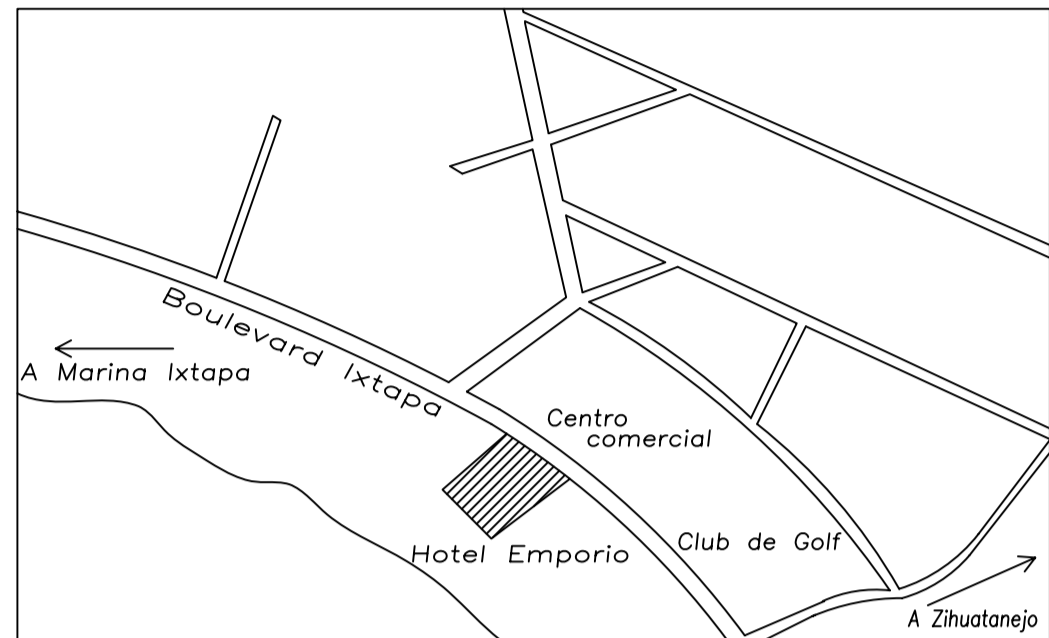 Boulevard Ixtapa
A Marina Ixtapa
Centro
comercial
Hotel Emporio
Club de Golf
A Zihuatanejo